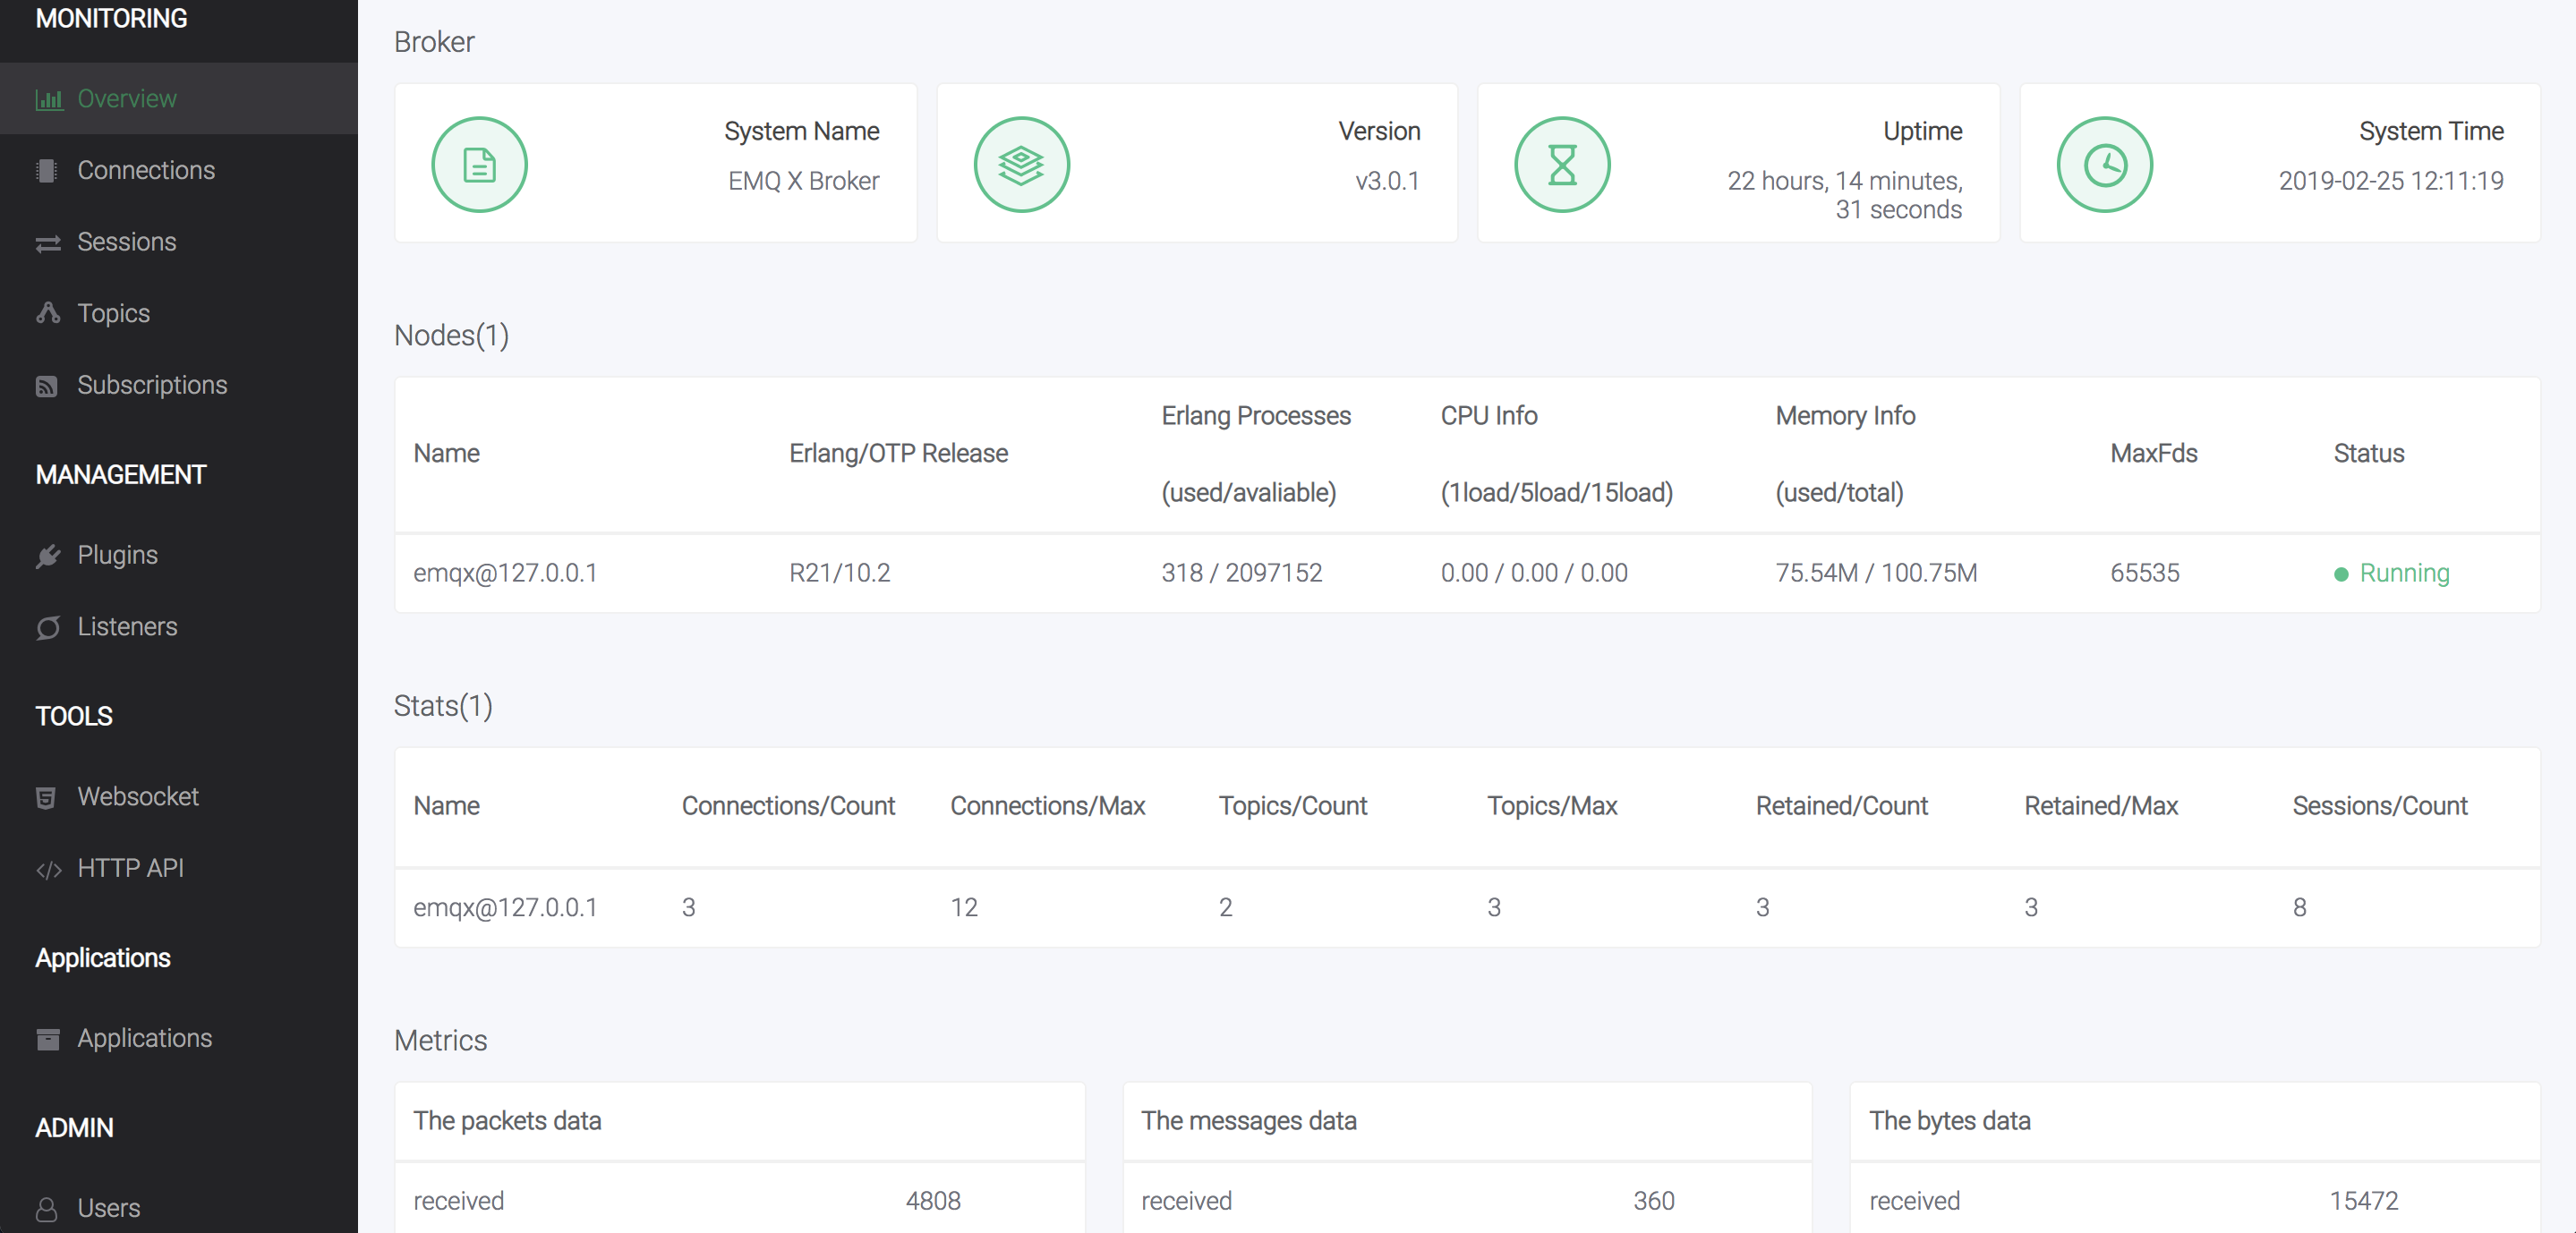 MONITORING
Overview
Connections
Sessions
Topics
Subscriptions
MANAGEMENT
Plugins
Listeners
TOOLS
Websocket
HTTP API
Applications
Applications
ADMIN
Users
Broker
System Name
EMQ X Broker
Version
v3.0.1
Uptime
22 hours, 14 minutes,
31 seconds
System Time
2019-02-25 12:11:19
Nodes(1)
Name
Erlang/OTP Release
Erlang Processes
(used/avaliable)
CPU Info
(1load/5load/15load)
Memory Info
(used/total)
MaxFds
Status
emqx@127.0.0.1 R21/10.2 318 / 2097152 0.00 / 0.00 / 0.00 75.54M / 100.75M 65535 Running
Stats(1)
Name Connections/Count Connections/Max Topics/Count Topics/Max Retained/Count Retained/Max Sessions/Count
emqx@127.0.0.1 3 12 2 3 3 3 8
Metrics
The packets data
received 4808
The messages data
received 360
The bytes data
received 15472